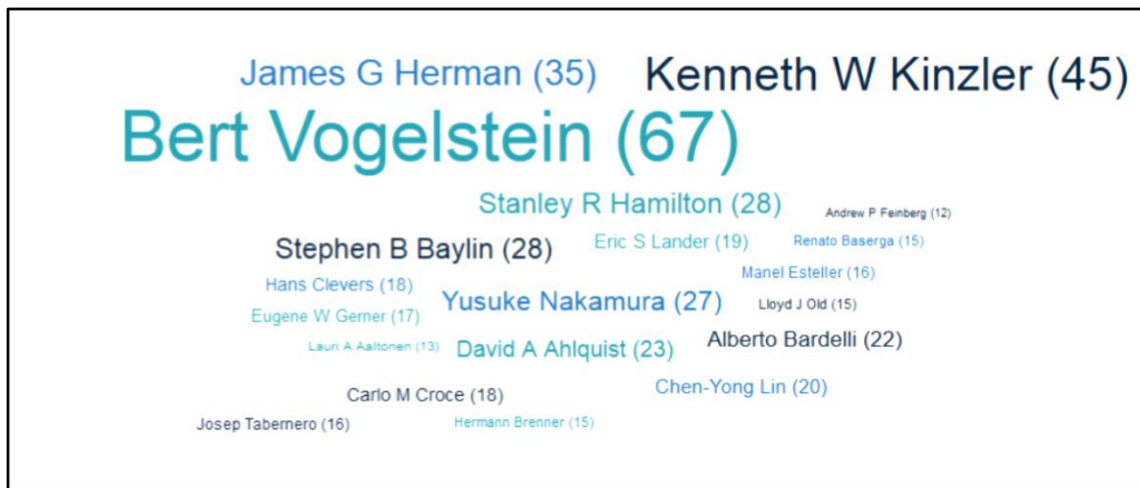 James G Herman (35)
Kenneth W Kinzler (45)
Bert Vogelstein (67)
Stanley R Hamilton (28)
Andrew P Feinberg (12)
Stephen B Baylin (28)
Eric S Lander (19)
Renato Baserga (15)
Manel Esteller (16)
Hans Clevers (18)
Yusuke Nakamura (27)
Lloyd J Old (15)
Eugene W Gerner (17)
Lauri A Aaltonen (13)
David A Ahlquist (23)
Alberto Bardelli (22)
Chen-Yong Lin (20)
Carlo M Croce (18)
Josep Tabernero (16)
Hermann Brenner (15)